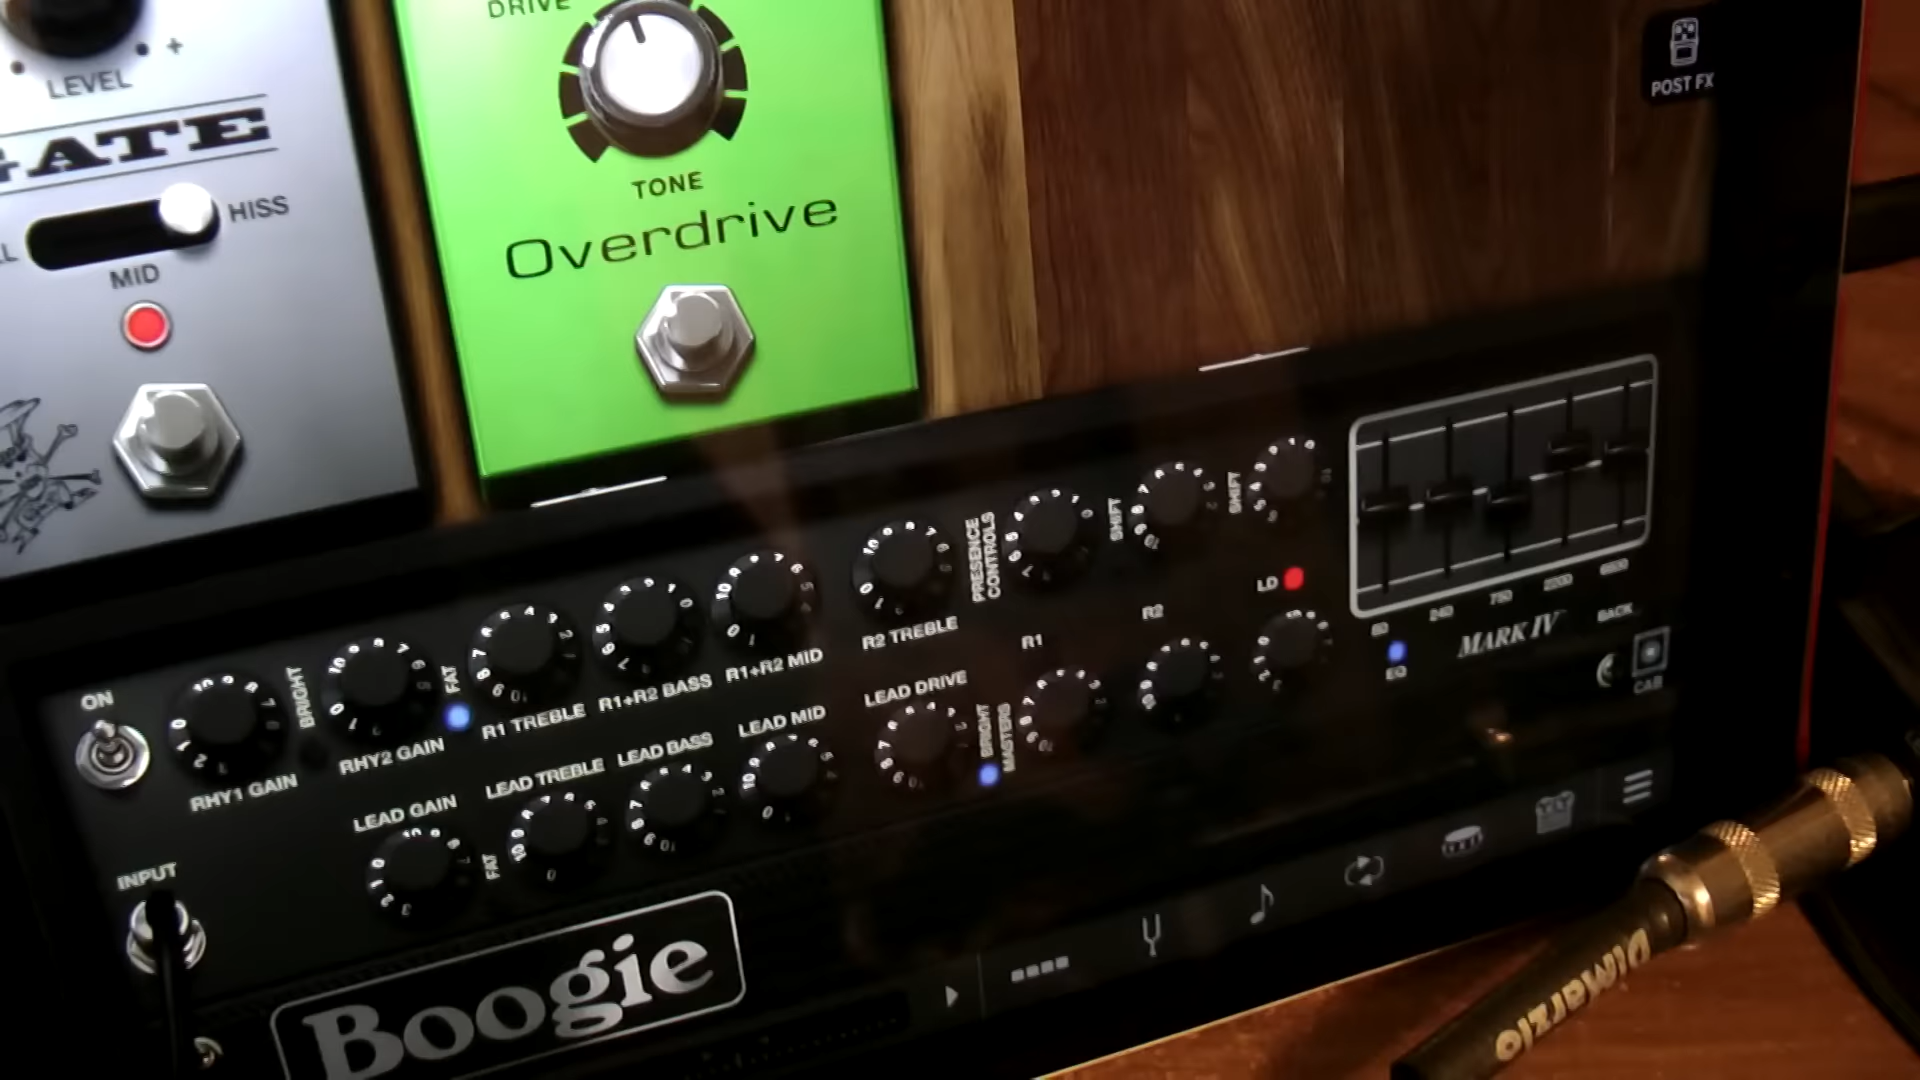 DRIVE
LEVEL
GATE
HISS
MID
TONE
Overdrive
POST FX
ON
RHY1 GAIN
BRIGHT
RHY2 GAIN
FAT
R1 TREBLE
R1+R2 BASS
R1+R2 MID
R2 TREBLE
PRESENCE
CONTROLS
SHIFT
SHIFT
R1
R2
LD
80 240 750 2200 6600
EQ
MARK IV
BACK
CAB
INPUT
LEAD GAIN
FAT
LEAD TREBLE
LEAD BASS
LEAD MID
LEAD DRIVE
BRIGHT
MASTERS
Boogie
DiMarzio